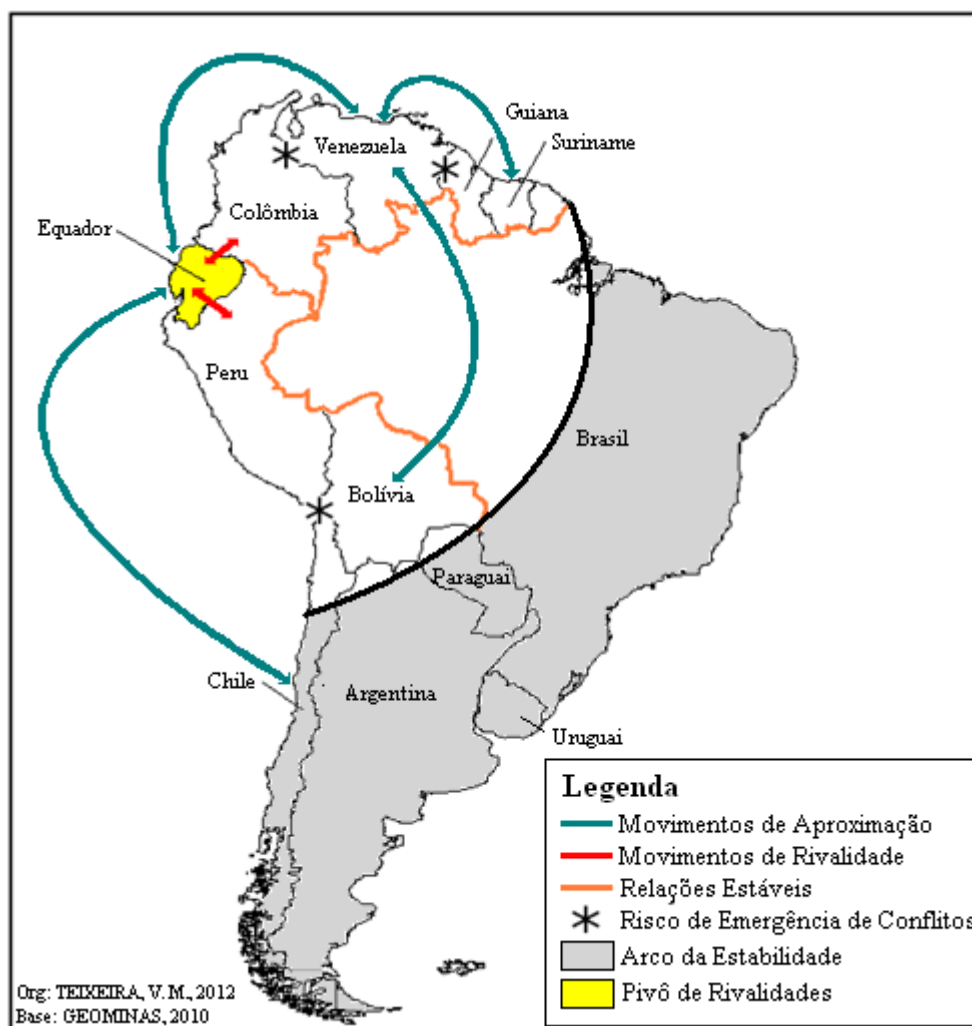 Guiana
Suriname
Venezuela
Colômbia
Equador
Peru
Brasil
Bolívia
Paraguai
Chile
Argentina
Uruguai
Legenda
Movimentos de Aproximação
Movimentos de Rivalidade
Relações Estáveis
Risco de Emergência de Conflitos
Arco da Estabilidade
Pivô de Rivalidades
Org: TEIXEIRA, V. M., 2012
Base: GEOMINAS, 2010